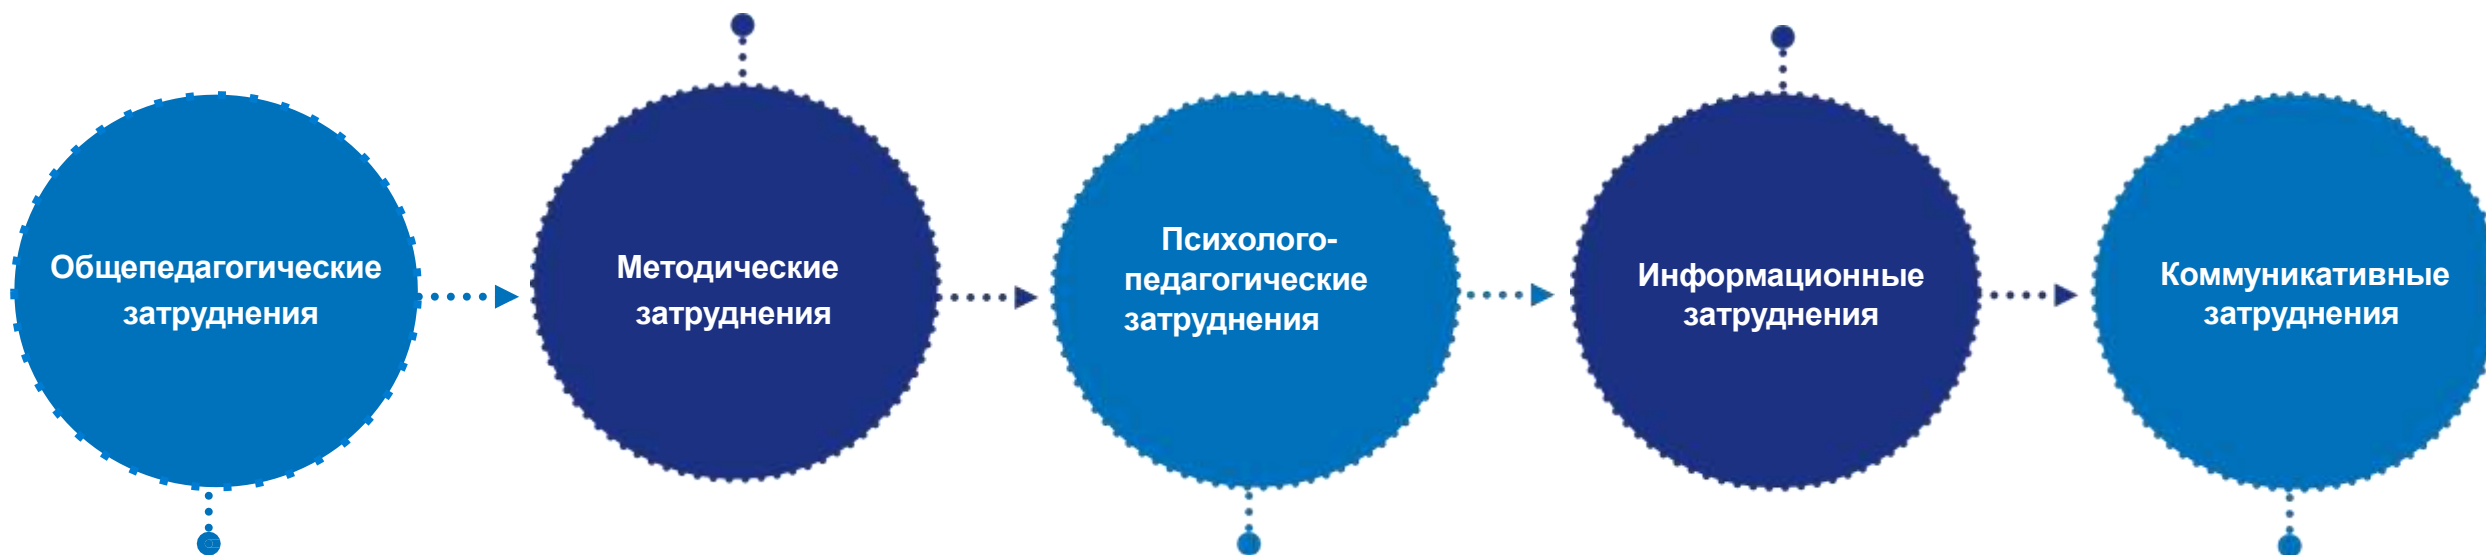 Общепедагогические
затруднения
Методические
затруднения
Психолого-
педагогические
затруднения
Информационные
затруднения
Коммуникативные
затруднения